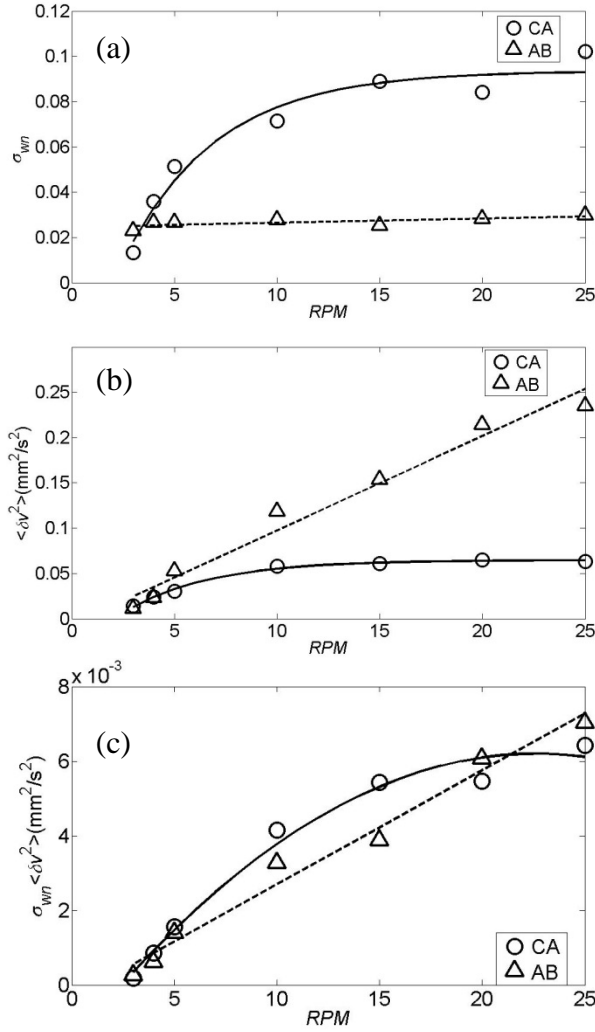 0.12
(a)
CA
AB
0.1
0.08
0.06
0.04
0.02
0
σwn
0 5 10 15 20 25
RPM
(b)
CA
AB
0.25
0.2
0.15
0.1
0.05
0
<δv²>(mm²/s²)
0 5 10 15 20 25
RPM
8 x 10⁻³
(c)
6
4
2
0
σwn<δv²>(mm²/s²)
CA
AB
0 5 10 15 20 25
RPM